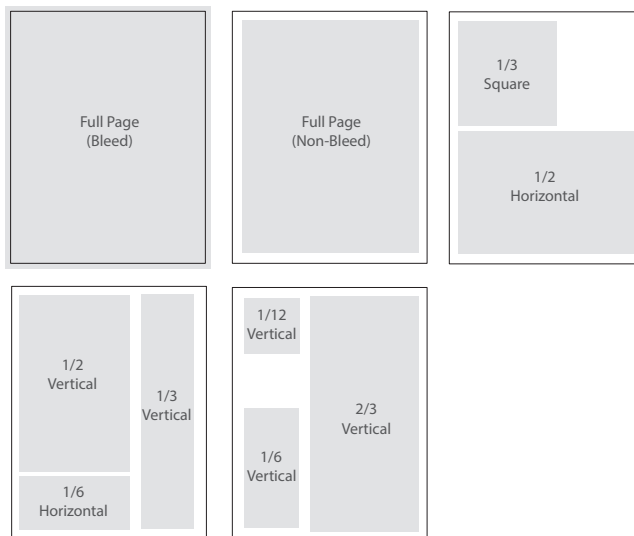 Full Page
(Bleed)
Full Page
(Non-Bleed)
1/3
Square
1/2
Horizontal
1/2
Vertical
1/3
Vertical
1/6
Horizontal
1/12
Vertical
2/3
Vertical
1/6
Vertical